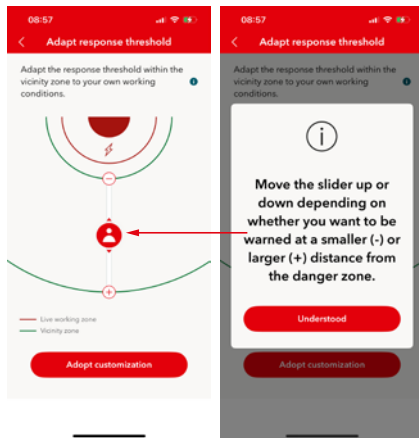 08:57
Adapt response threshold
Adapt the response threshold within the
vicinity zone to your own working
conditions.
Live working zone
Vicinity zone
Adopt customization
08:57
Adapt response threshold
Adapt the response threshold within the
vicinity zone to your own working
conditions.
Move the slider up or
down depending on
whether you want to be
warned at a smaller (-) or
larger (+) distance from
the danger zone.
Understood
Adopt customization